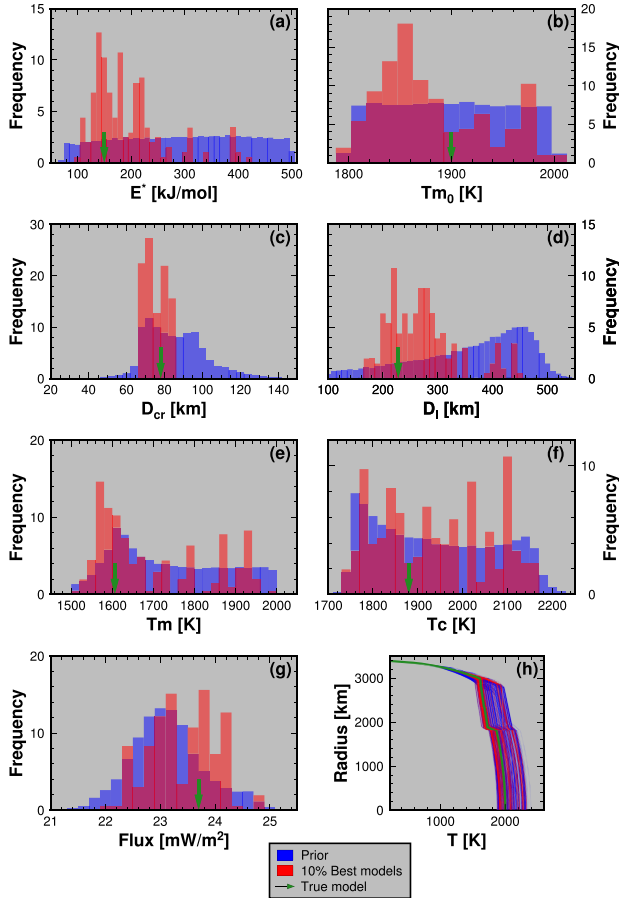 (a)
Frequency
0 5 10 15
100 200 300 400 500
E* [kJ/mol]
(b)
Frequency
0 5 10 15 20
1800 1900 2000
Tm0 [K]
(c)
Frequency
0 10 20 30
20 40 60 80 100 120 140
Dcr [km]
(d)
Frequency
0 5 10 15
100 200 300 400 500
Dl [km]
(e)
Frequency
0 10 20
1500 1600 1700 1800 1900 2000
Tm [K]
(f)
Frequency
0 10
1700 1800 1900 2000 2100 2200
Tc [K]
(g)
Frequency
0 10 20
21 22 23 24 25
Flux [mW/m²]
(h)
Radius [km]
0 1000 2000 3000
1000 2000
T [K]
Prior
10% Best models
True model